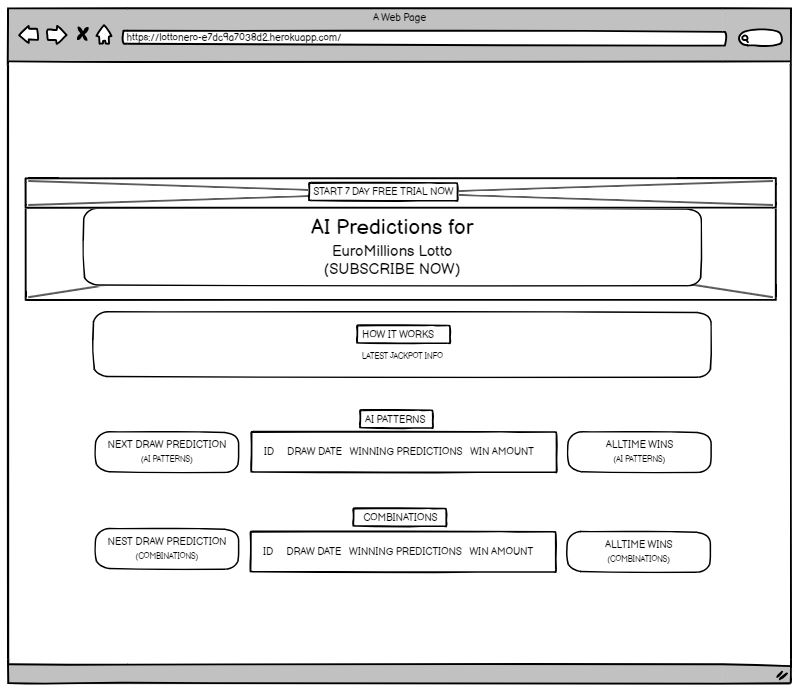 A Web Page
https://lottonero-e7dc9a7038d2.herokuapp.com/
START 7 DAY FREE TRIAL NOW
AI Predictions for
EuroMillions Lotto
(SUBSCRIBE NOW)
HOW IT WORKS
LATEST JACKPOT INFO
AI PATTERNS
NEXT DRAW PREDICTION
(AI PATTERNS)
ID DRAW DATE WINNING PREDICTIONS WIN AMOUNT
ALLTIME WINS
(AI PATTERNS)
COMBINATIONS
NEST DRAW PREDICTION
(COMBINATIONS)
ID DRAW DATE WINNING PREDICTIONS WIN AMOUNT
ALLTIME WINS
(COMBINATIONS)